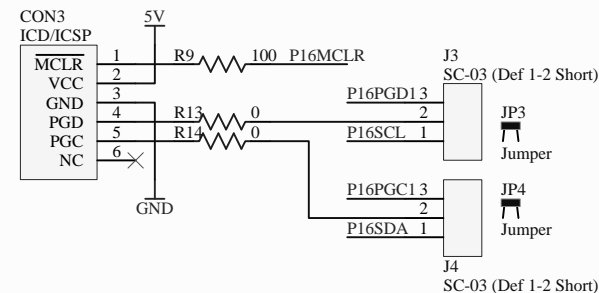 CON3
ICD/ICSP
5V
MCLR 1 R9 100 P16MCLR
VCC 2
GND 3
PGD 4 R13 0
PGC 5 R14 0
NC 6
GND
J3
SC-03 (Def 1-2 Short)
P16PGD1 3
2
P16SCL 1
JP3
Jumper
P16PGC1 3
2
P16SDA 1
JP4
Jumper
J4
SC-03 (Def 1-2 Short)